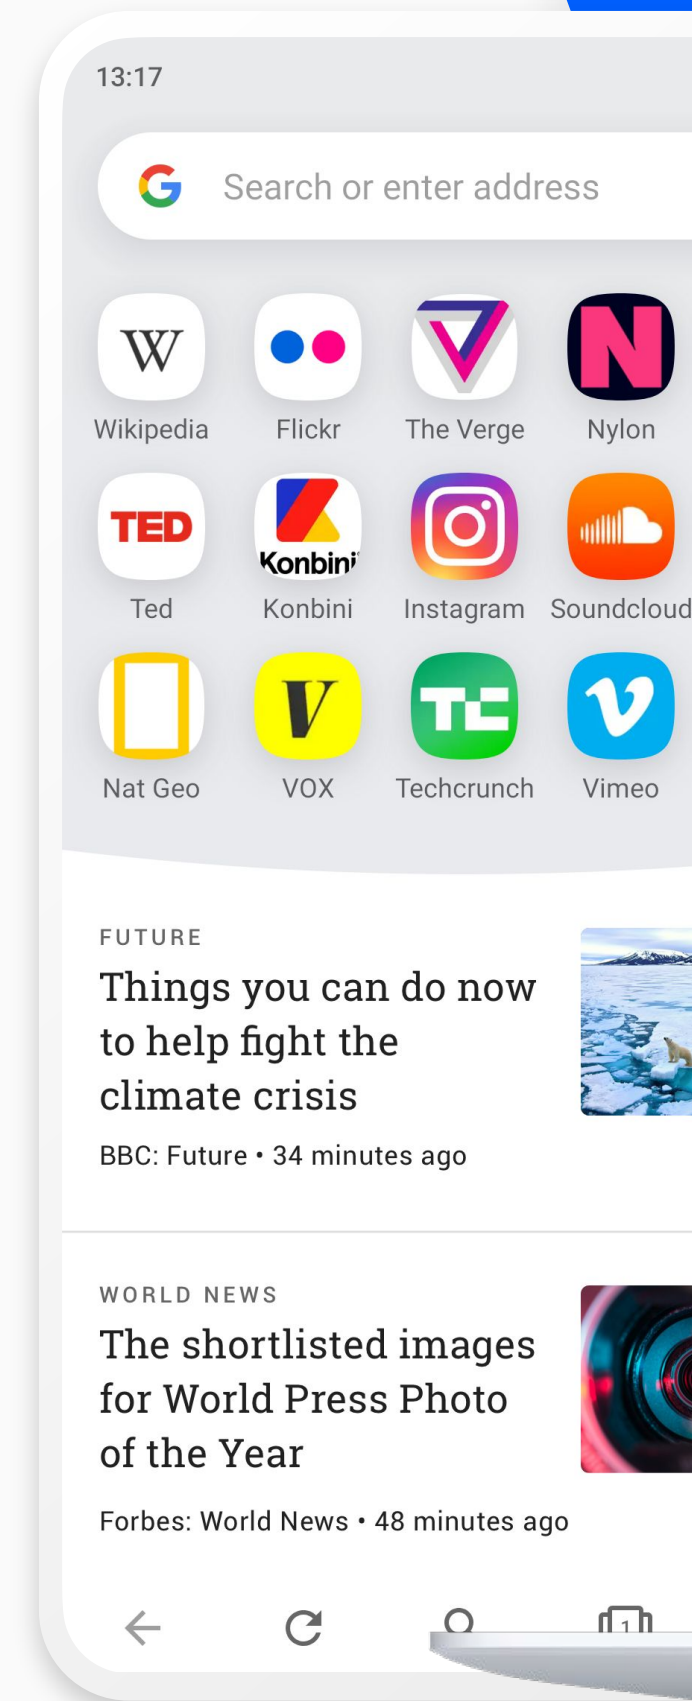 13:17
Search or enter address
W
N
Wikipedia Flickr The Verge Nylon
TED
Konbini
Ted Konbini Instagram Soundcloud
V
TC
v
Nat Geo VOX Techcrunch Vimeo
FUTURE
Things you can do now
to help fight the
climate crisis
BBC: Future • 34 minutes ago
WORLD NEWS
The shortlisted images
for World Press Photo
of the Year
Forbes: World News • 48 minutes ago
1